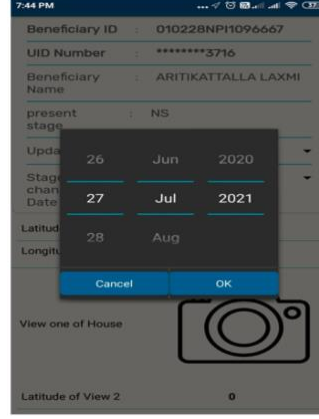 7:44 PM
Beneficiary ID : 010228NPI1096667
UID Number : ********3716
Beneficiary : ARITIKATTALLA LAXMI
Name
present : NS
stage
Upda
26 Jun 2020
Stage
chan
27 Jul 2021
Date
Latitud
28 Aug
Longitu
Cancel OK
View one of House
Latitude of View 2 0